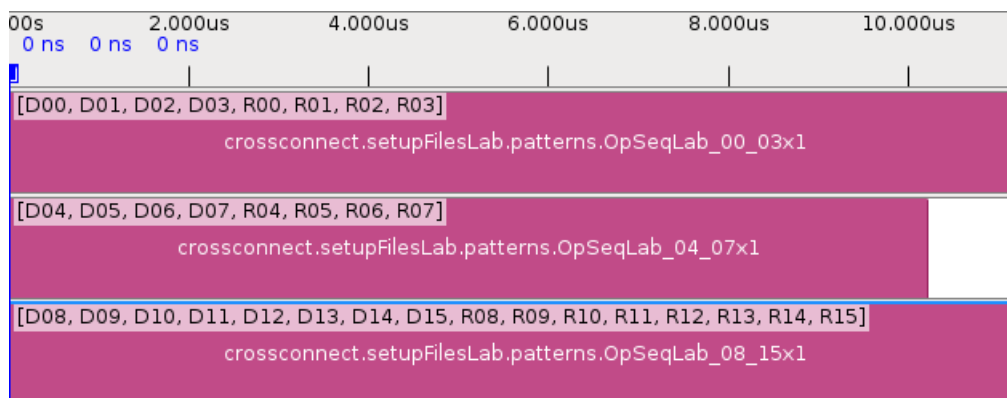 00s 2.000us 4.000us 6.000us 8.000us 10.000us
0 ns 0 ns 0 ns
[D00, D01, D02, D03, R00, R01, R02, R03]
crossconnect.setupFilesLab.patterns.OpSeqLab_00_03x1
[D04, D05, D06, D07, R04, R05, R06, R07]
crossconnect.setupFilesLab.patterns.OpSeqLab_04_07x1
[D08, D09, D10, D11, D12, D13, D14, D15, R08, R09, R10, R11, R12, R13, R14, R15]
crossconnect.setupFilesLab.patterns.OpSeqLab_08_15x1